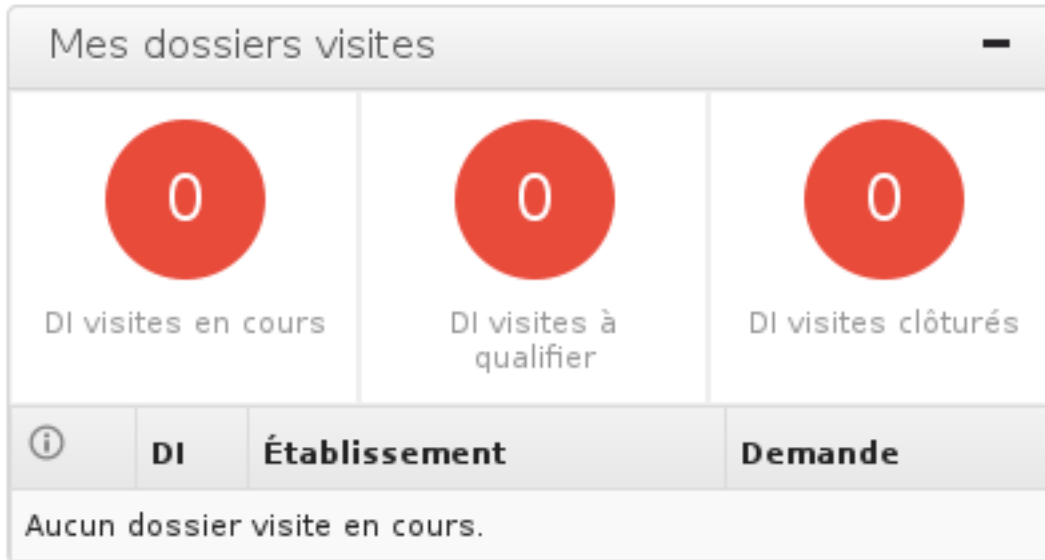 Mes dossiers visites
0
0
0
DI visites en cours
DI visites à
qualifier
DI visites clôturés
DI Établissement Demande
Aucun dossier visite en cours.